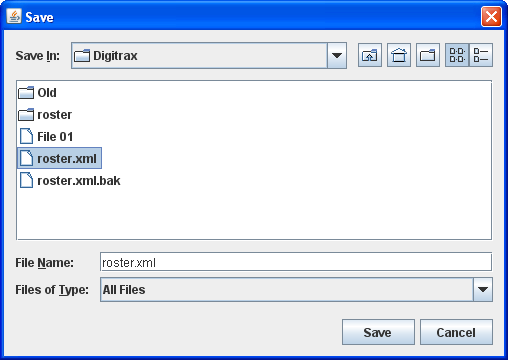 Save
Save In: Digitrax
Old
roster
File 01
roster.xml
roster.xml.bak
File Name: roster.xml
Files of Type: All Files
Save Cancel